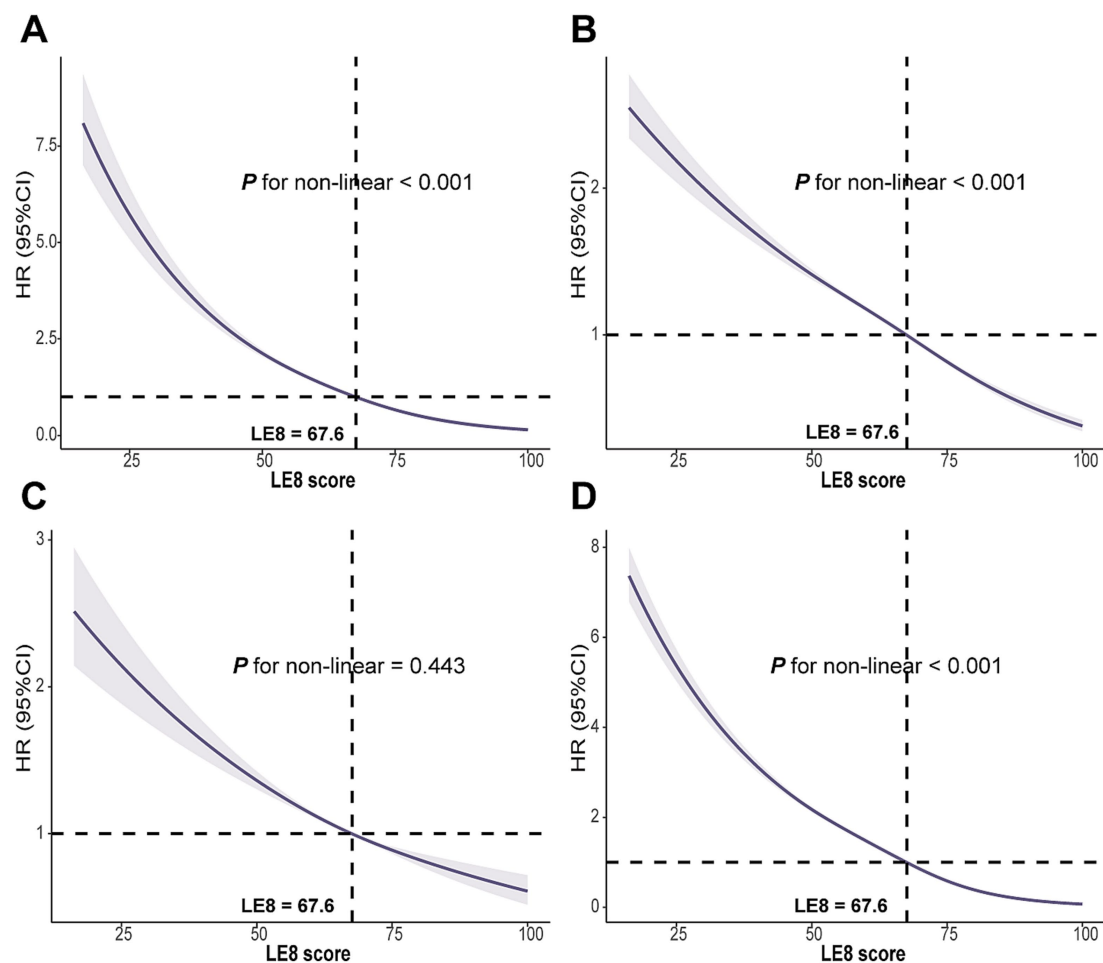 A
HR (95%CI)
7.5
5.0
2.5
0.0
P for non-linear < 0.001
LE8 = 67.6
25
50
75
100
LE8 score
B
HR (95%CI)
2
1
P for non-linear < 0.001
LE8 = 67.6
25
50
75
100
LE8 score
C
HR (95%CI)
3
2
1
P for non-linear = 0.443
LE8 = 67.6
25
50
75
100
LE8 score
D
HR (95%CI)
8
6
4
2
0
P for non-linear < 0.001
LE8 = 67.6
25
50
75
100
LE8 score